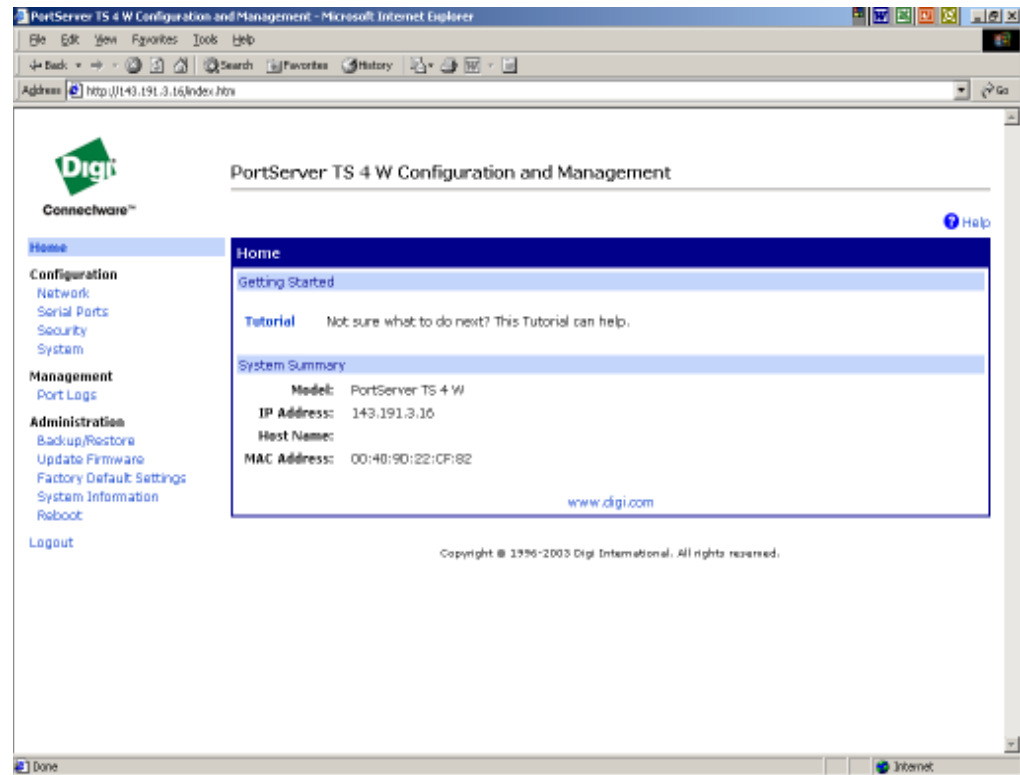 PortServer TS 4 W Configuration and Management - Microsoft Internet Explorer
File Edit View Favorites Tools Help
Back Search Favorites History
Address http://143.191.3.16/index.htm Go
Digi
Connectware™
PortServer TS 4 W Configuration and Management
Help
Home
Configuration
Network
Serial Ports
Security
System
Management
Port Logs
Administration
Backup/Restore
Update Firmware
Factory Default Settings
System Information
Reboot
Logout
Home
Getting Started
Tutorial Not sure what to do next? This Tutorial can help.
System Summary
Model: PortServer TS 4 W
IP Address: 143.191.3.16
Host Name:
MAC Address: 00:40:9D:22:CF:82
www.digi.com
Copyright © 1996-2003 Digi International. All rights reserved.
Done Internet